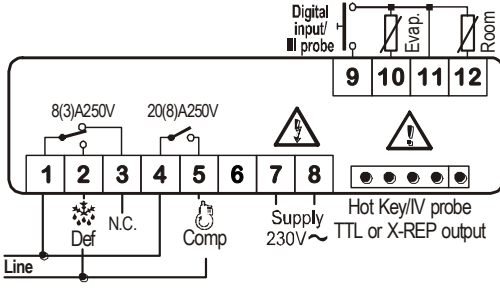 Digital
input/
III probe
Evap.
Room
9 10 11 12
8(3)A250V
20(8)A250V
1 2 3 4 5 6 7 8
Def
N.C.
Comp
Supply
230V~
Hot Key/IV probe
TTL or X-REP output
Line